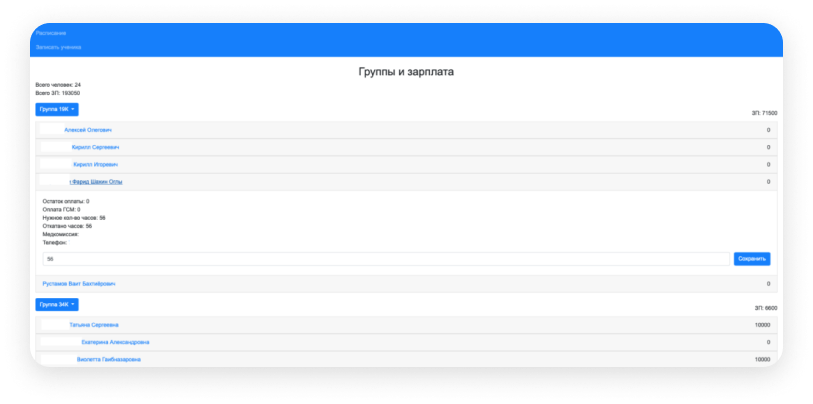 Расписание
Записать ученика
Группы и зарплата
Всего человек: 24
Всего ЗП: 193050
Группа 19К
ЗП: 71500
Алексей Олегович 0
Кирилл Сергеевич 0
Кирилл Игоревич 0
Фарид Шахин Оглы 0
Остаток оплаты: 0
Оплата ГСМ: 0
Нужное кол-во часов: 56
Откатано часов: 56
Медкомиссия:
Телефон:
56
Сохранить
Рустамов Вахт Бахтиёрович 0
Группа 34К
ЗП: 6600
Татьяна Сергеевна 10000
Екатерина Александровна 0
Виолетта Гаибназаровна 10000